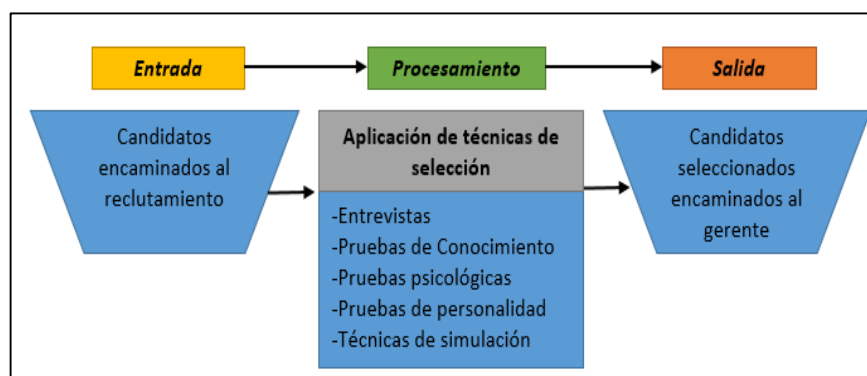 Entrada
Procesamiento
Salida
Candidatos
encaminados al
reclutamiento
Aplicación de técnicas de
selección
-Entrevistas
-Pruebas de Conocimiento
-Pruebas psicológicas
-Pruebas de personalidad
-Técnicas de simulación
Candidatos
seleccionados
encaminados al
gerente